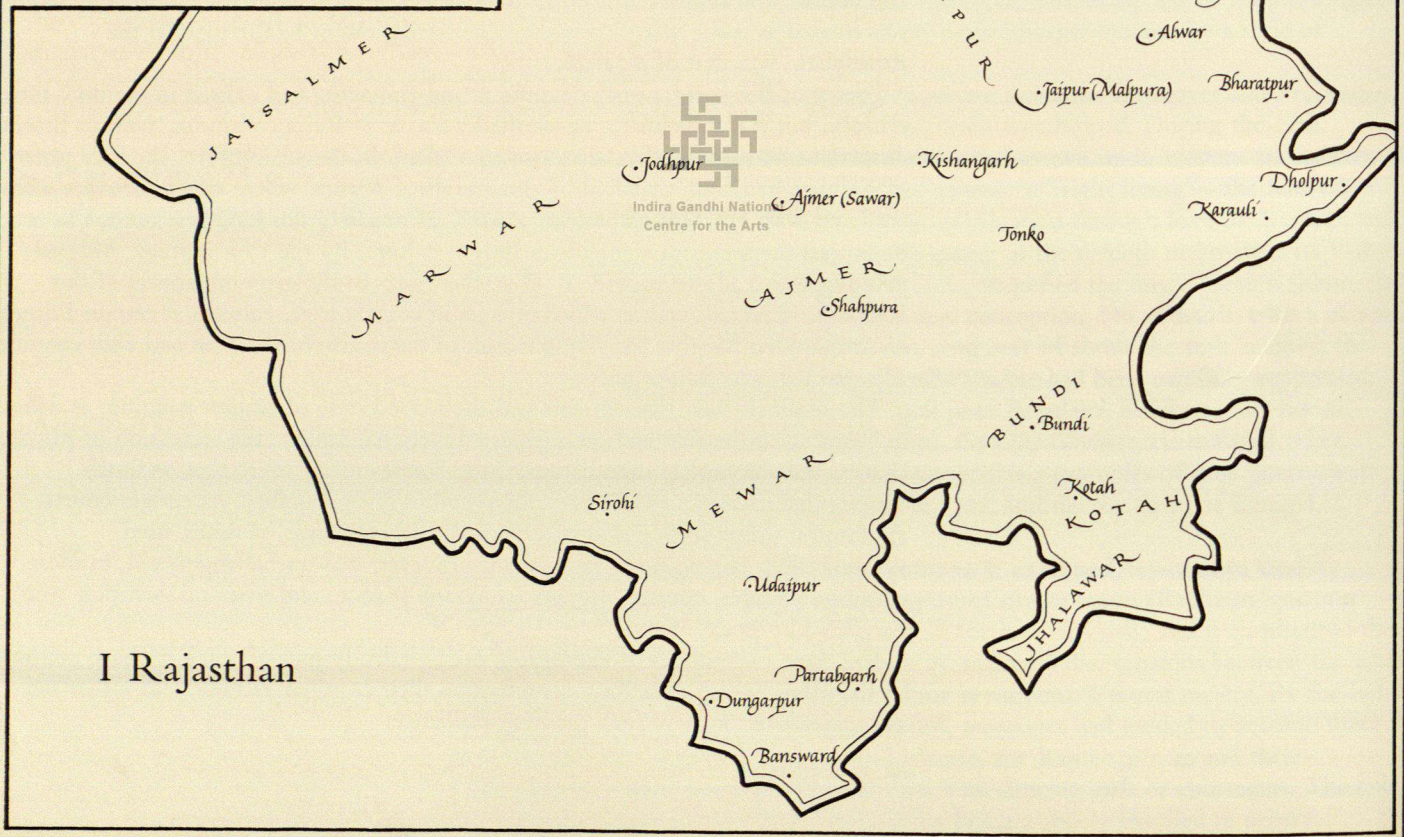 JAISALMER
PUR
Alwar
Jaipur (Malpura)
Bharatpur
Jodhpur
Kishangarh
Ajmer (Sawar)
Dholpur
Karauli
Indira Gandhi National
Centre for the Arts
Tonko
MARWAR
AJMER
Shahpura
BUNDI
Bundi
MEWAR
Sirohi
Kotah
KOTAH
JHALAWAR
Udaipur
I Rajasthan
Partabgarh
Dungarpur
Bansward